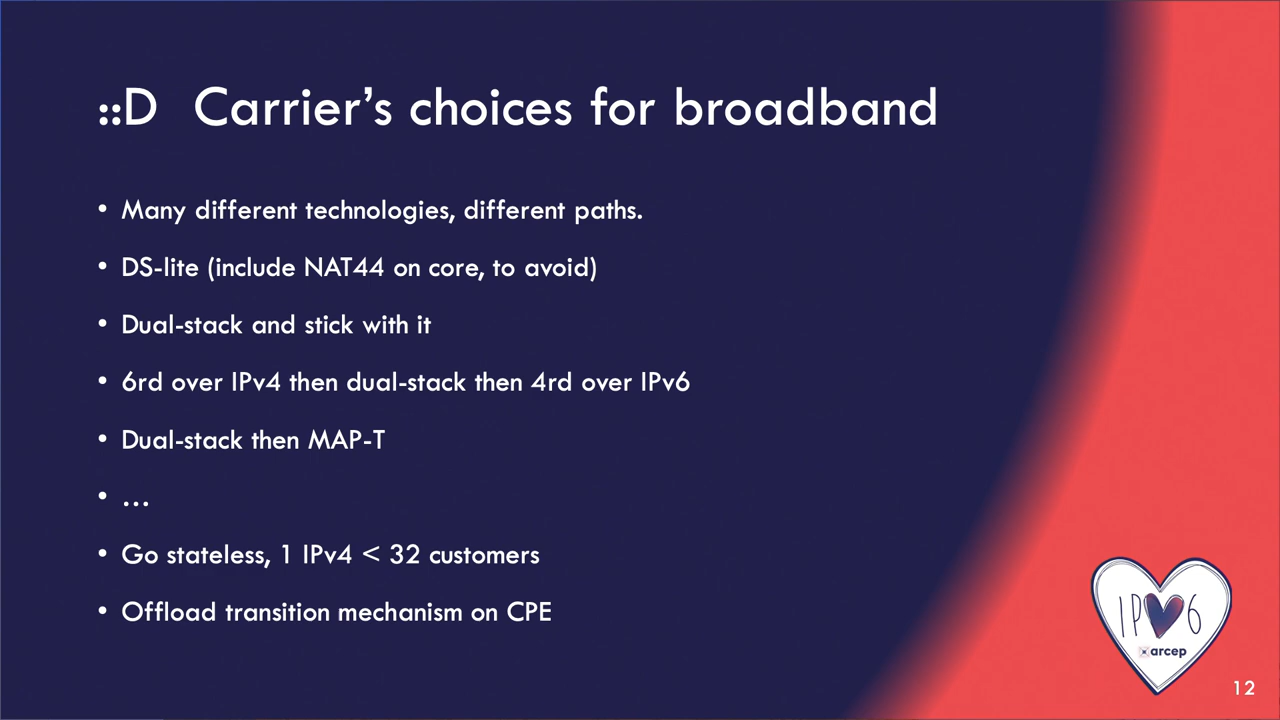 ::D Carrier’s choices for broadband
• Many different technologies, different paths.
• DS-lite (include NAT44 on core, to avoid)
• Dual-stack and stick with it
• 6rd over IPv4 then dual-stack then 4rd over IPv6
• Dual-stack then MAP-T
• ...
• Go stateless, 1 IPv4 < 32 customers
• Offload transition mechanism on CPE
IPV6
arcep
12